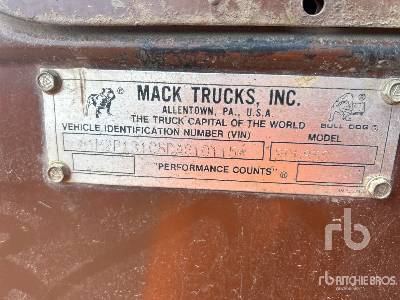 MACK TRUCKS, INC.
ALLENTOWN, PA., U.S.A.
THE TRUCK CAPITAL OF THE WORLD
BULL DOG ®
VEHICLE IDENTIFICATION NUMBER (VIN)
MODEL
"PERFORMANCE COUNTS" ®
rb
rb RITCHIE BROS.